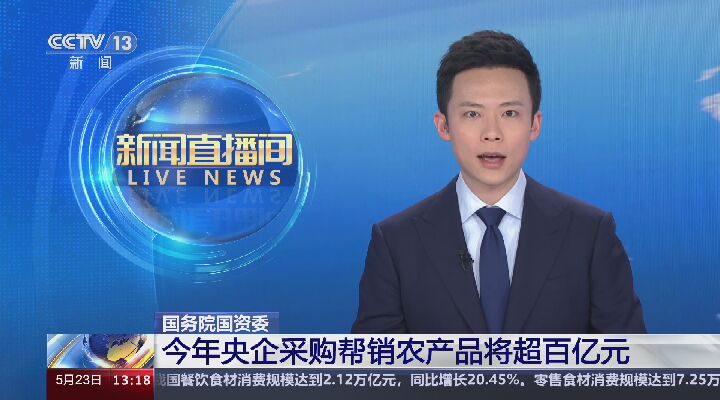 CCTV 13
新闻
新闻直播间
LIVE NEWS
国务院国资委
今年央企采购帮销农产品将超百亿元
5月23日 13:18 我国餐饮食材消费规模达到2.12万亿元，同比增长20.45%。零售食材消费规模达到7.25万